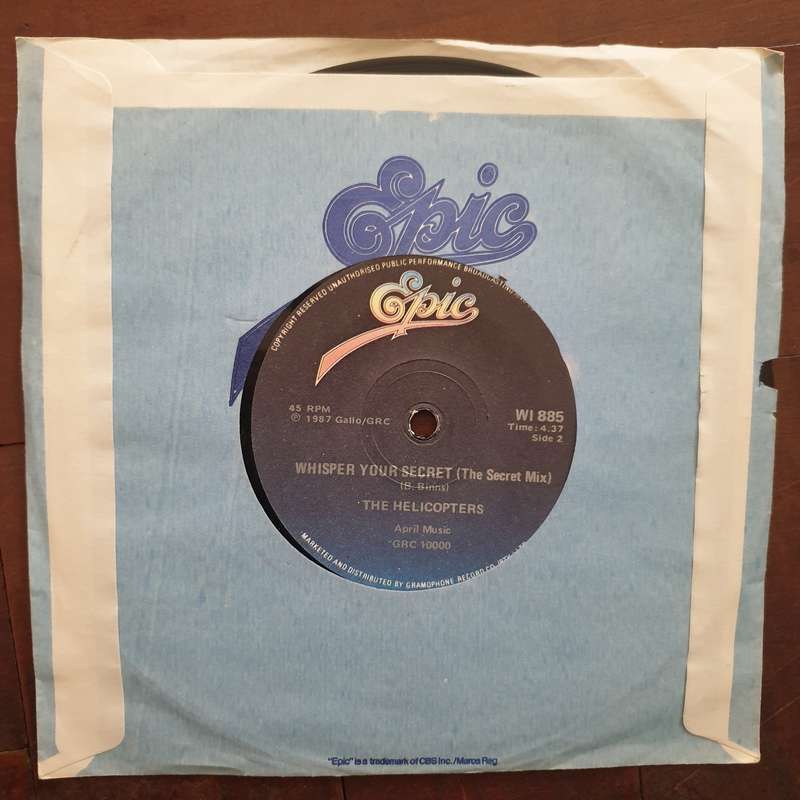 Epic
COPYRIGHT RESERVED UNAUTHORISED PUBLIC PERFORMANCE BROADCASTING
Epic
45 RPM
℗ 1987 Gallo/GRC
WI 885
Time: 4.37
Side 2
WHISPER YOUR SECRET (The Secret Mix)
(B. Binns)
THE HELICOPTERS
April Music
GRC 10000
MARKETED AND DISTRIBUTED BY GRAMOPHONE RECORD CO.
"Epic" is a trademark of CBS Inc./Marca Reg.